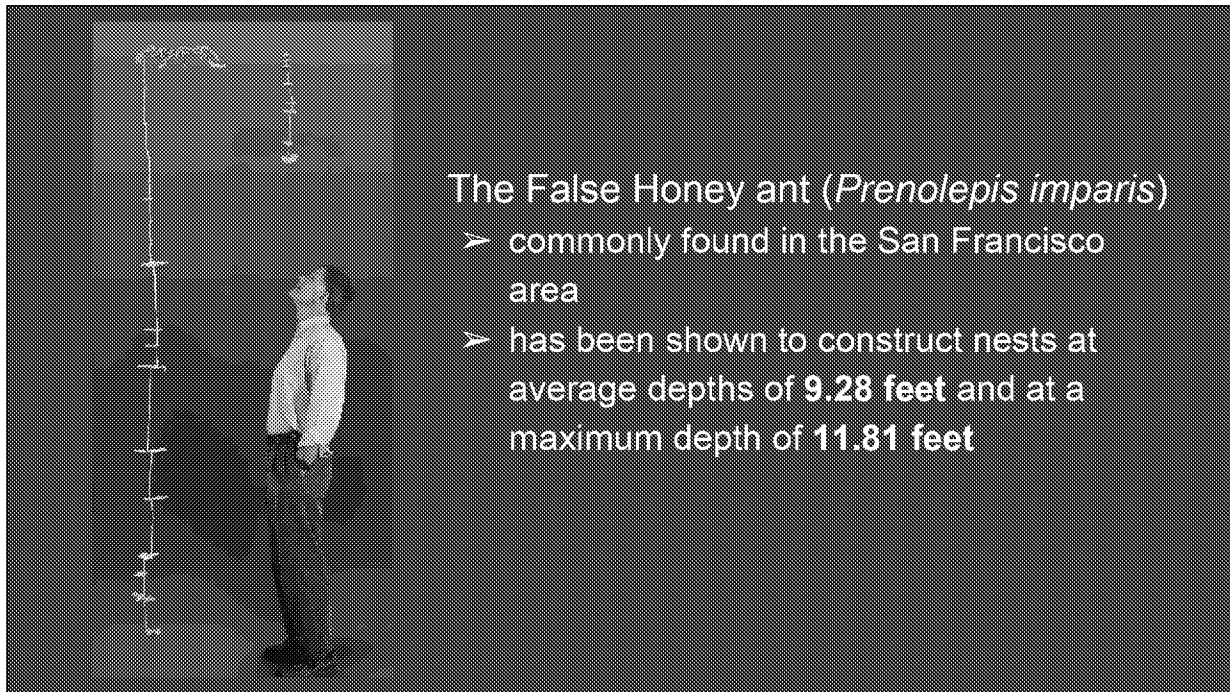 The False Honey ant (Prenolepis imparis)
➢ commonly found in the San Francisco
area
➢ has been shown to construct nests at
average depths of 9.28 feet and at a
maximum depth of 11.81 feet